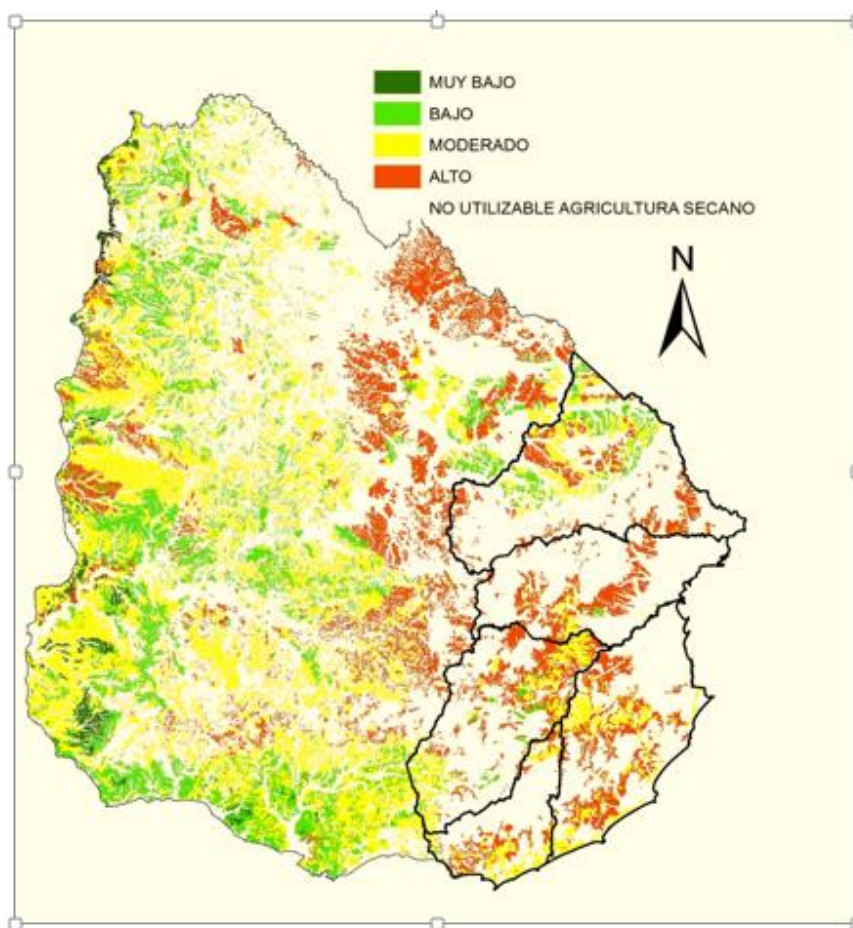 MUY BAJO
BAJO
MODERADO
ALTO
NO UTILIZABLE AGRICULTURA SECANO
N